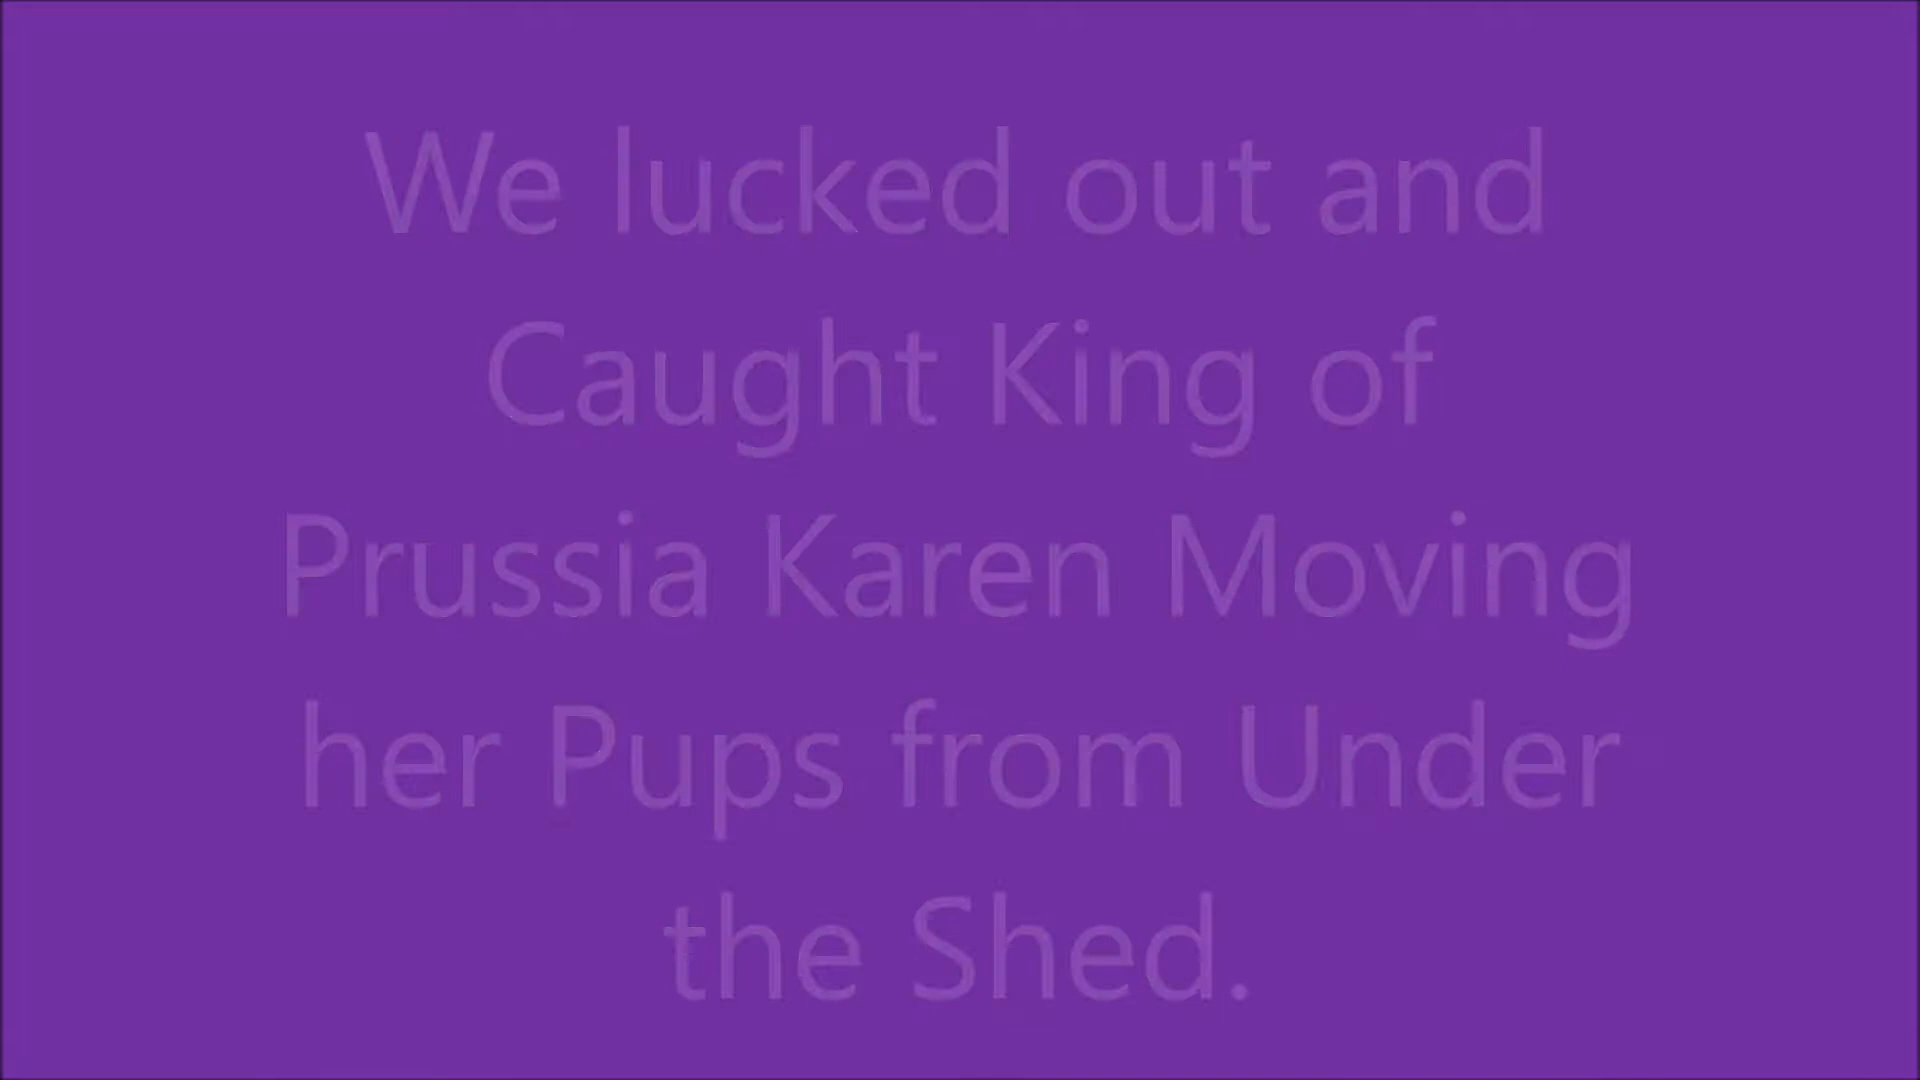 We lucked out and
Caught King of
Prussia Karen Moving
her Pups from Under
the Shed.